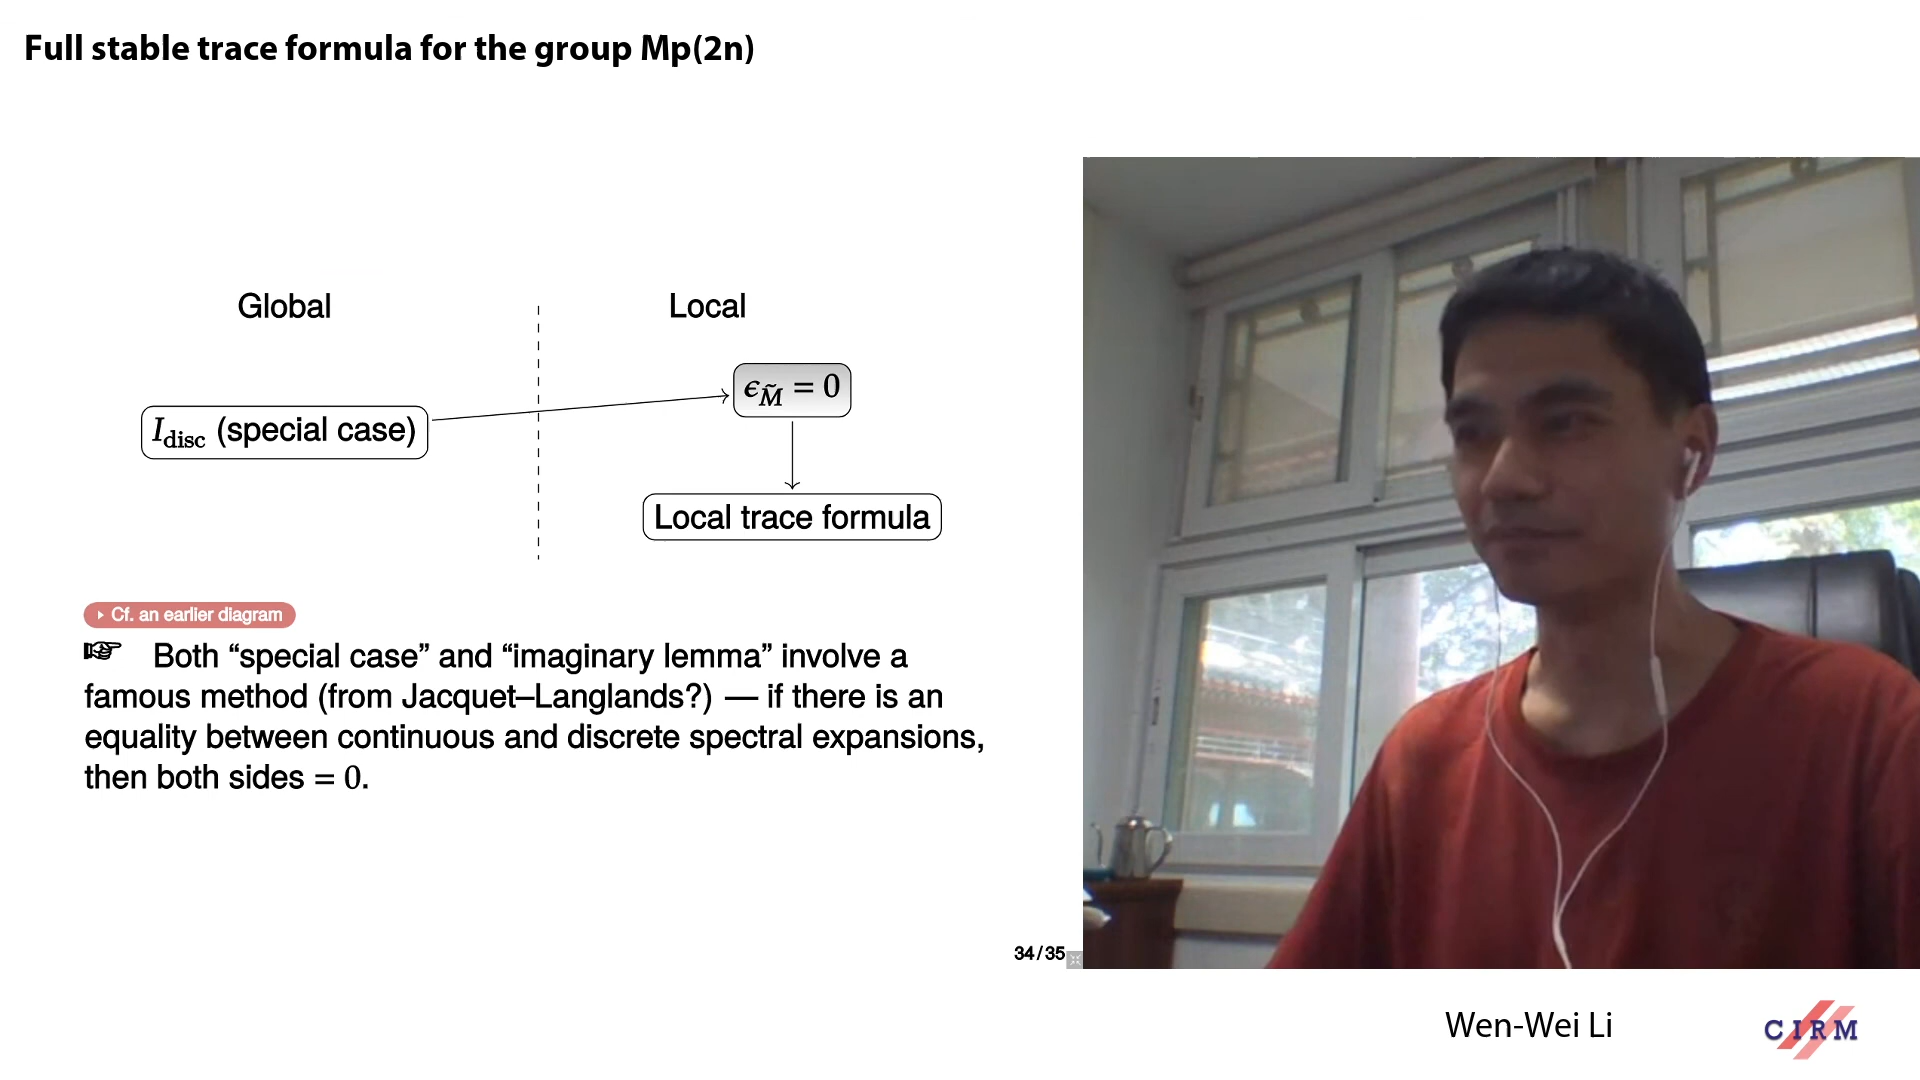 Full stable trace formula for the group Mp(2n)
Global
Local
ϵ_M̃ = 0
I_disc (special case)
Local trace formula
Cf. an earlier diagram
☞ Both “special case” and “imaginary lemma” involve a
famous method (from Jacquet–Langlands?) — if there is an
equality between continuous and discrete spectral expansions,
then both sides = 0.
34/35
Wen-Wei Li
CIRM